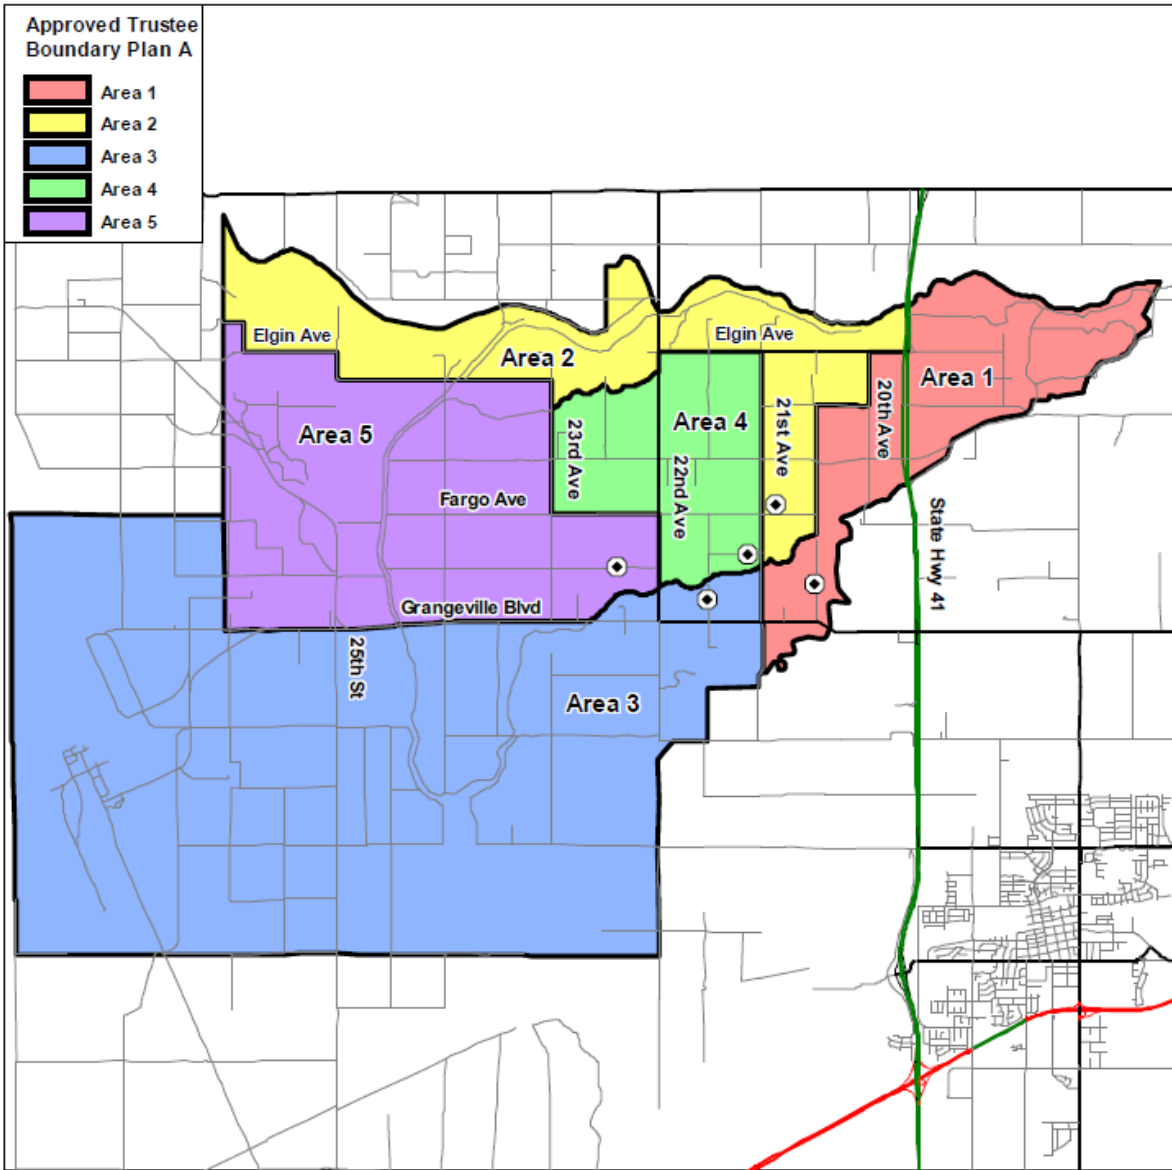 Approved Trustee
Boundary Plan A
Area 1
Area 2
Area 3
Area 4
Area 5
Elgin Ave
Elgin Ave
Area 2
Area 1
20th Ave
21st Ave
Area 4
Area 5
23rd Ave
22nd Ave
Fargo Ave
State Hwy 41
Grangeville Blvd
25th St
Area 3